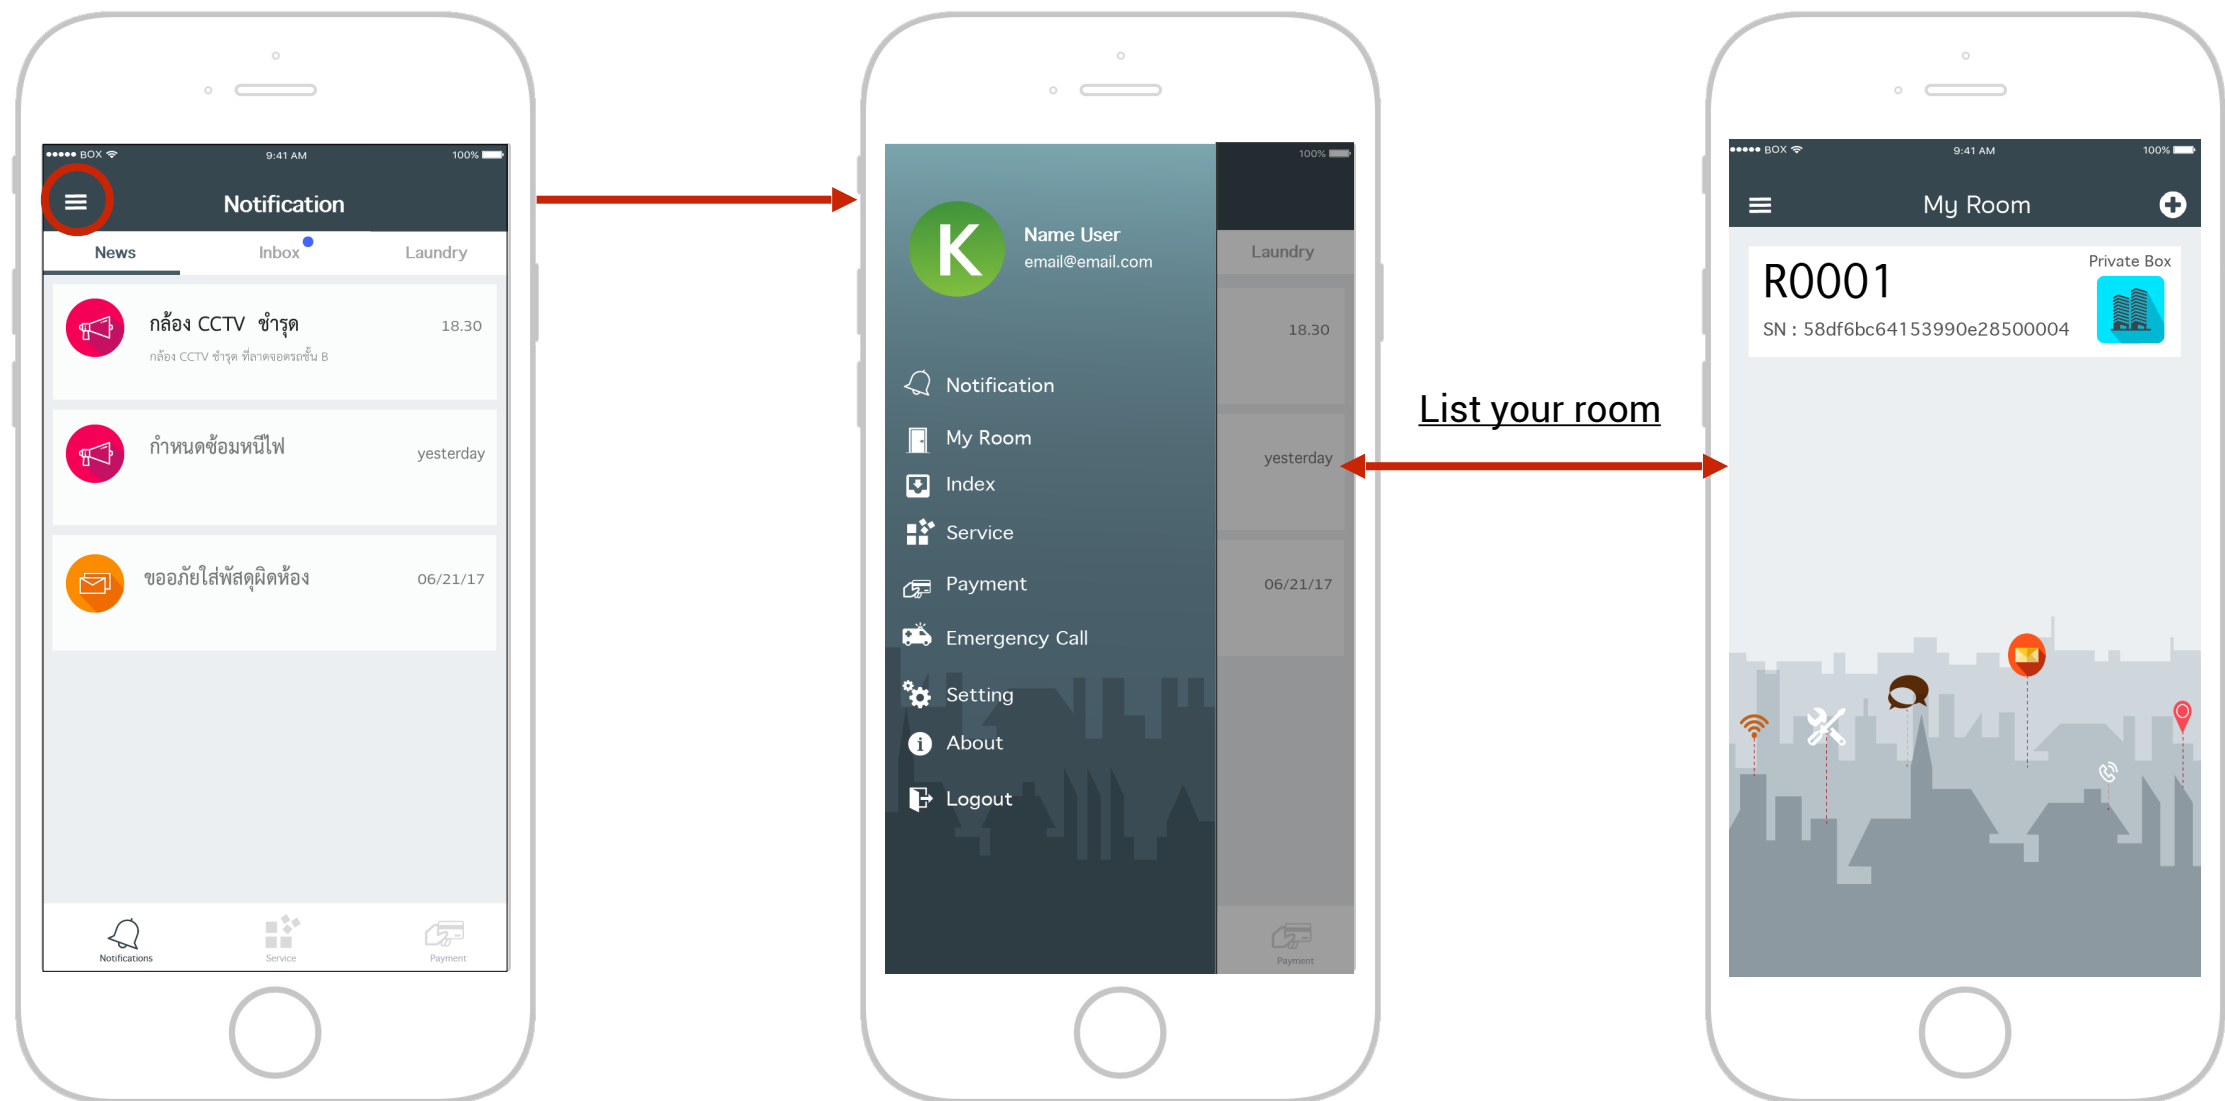 BOX 9:41 AM 100%
Notification
News Inbox Laundry
กล้อง CCTV ชำรุด 18.30
กล้อง CCTV ชำรุด ที่ลาดจอดรถชั้น B
กำหนดซ้อมหนีไฟ yesterday
ขออภัยใส่พัสดุผิดห้อง 06/21/17
Notifications Service Payment
100%
K
Name User
email@email.com
Laundry
18.30
Notification
My Room
yesterday
Index
Service
Payment
06/21/17
Emergency Call
Setting
About
Logout
Payment
List your room
BOX 9:41 AM 100%
My Room
Private Box
R0001
SN : 58df6bc64153990e28500004